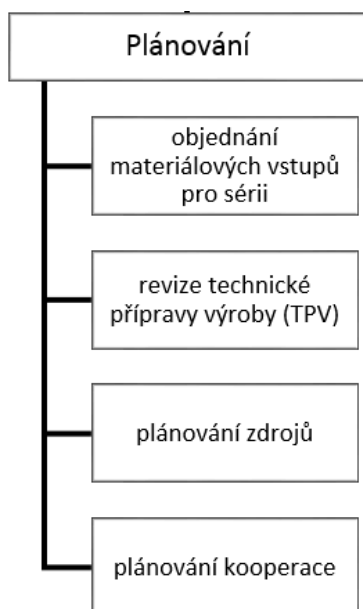 Plánování
objednání
materiálových vstupů
pro sérii
revize technické
přípravy výroby (TPV)
plánování zdrojů
plánování kooperace